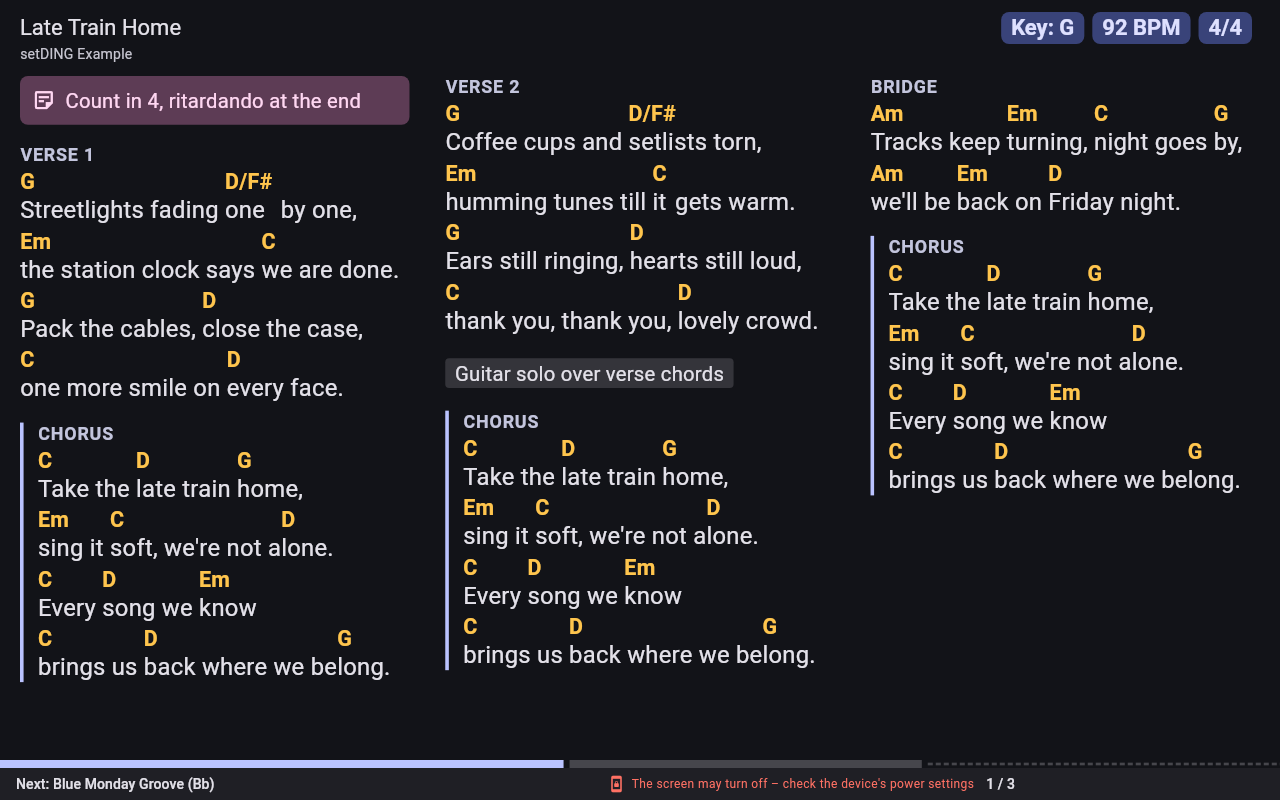 Late Train Home
setDING Example
Key: G
92 BPM
4/4
Count in 4, ritardando at the end
VERSE 1
G D/F#
Streetlights fading one by one,
Em C
the station clock says we are done.
G D
Pack the cables, close the case,
C D
one more smile on every face.
CHORUS
C D G
Take the late train home,
Em C D
sing it soft, we're not alone.
C D Em
Every song we know
C D G
brings us back where we belong.
VERSE 2
G D/F#
Coffee cups and setlists torn,
Em C
humming tunes till it gets warm.
G D
Ears still ringing, hearts still loud,
C D
thank you, thank you, lovely crowd.
Guitar solo over verse chords
CHORUS
C D G
Take the late train home,
Em C D
sing it soft, we're not alone.
C D Em
Every song we know
C D G
brings us back where we belong.
BRIDGE
Am Em C G
Tracks keep turning, night goes by,
Am Em D
we'll be back on Friday night.
CHORUS
C D G
Take the late train home,
Em C D
sing it soft, we're not alone.
C D Em
Every song we know
C D G
brings us back where we belong.
Next: Blue Monday Groove (Bb)
The screen may turn off – check the device's power settings
1 / 3